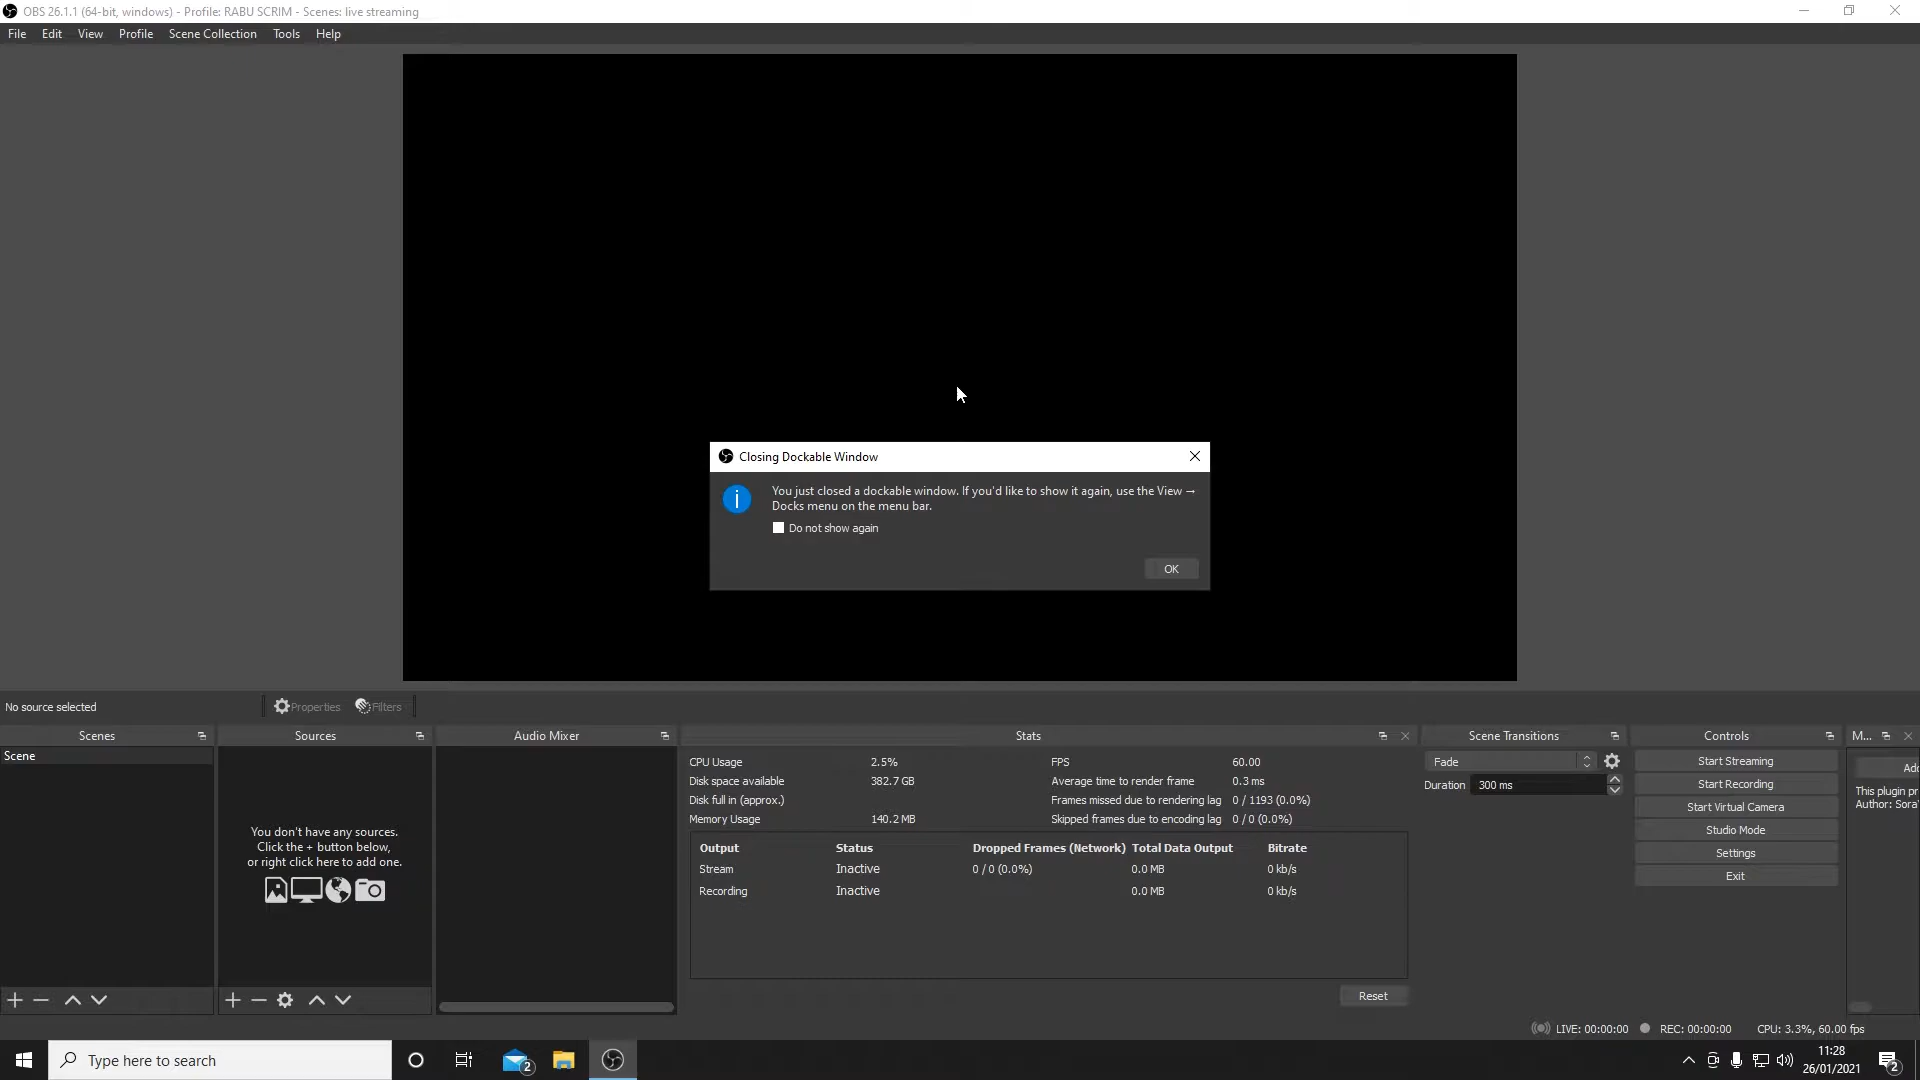 OBS 26.1.1 (64-bit, windows) - Profile: RABU SCRIM - Scenes: live streaming
File Edit View Profile Scene Collection Tools Help
Closing Dockable Window
You just closed a dockable window. If you'd like to show it again, use the View →
Docks menu on the menu bar.
Do not show again
OK
No source selected
Properties Filters
Scenes
Scene
Sources
You don't have any sources.
Click the + button below,
or right click here to add one.
Audio Mixer
Stats
CPU Usage 2.5% FPS 60.00
Disk space available 382.7 GB Average time to render frame 0.3 ms
Disk full in (approx.) Frames missed due to rendering lag 0 / 1193 (0.0%)
Memory Usage 140.2 MB Skipped frames due to encoding lag 0 / 0 (0.0%)
Output Status Dropped Frames (Network) Total Data Output Bitrate
Stream Inactive 0 / 0 (0.0%) 0.0 MB 0 kb/s
Recording Inactive 0.0 MB 0 kb/s
Reset
Scene Transitions
Fade
Duration 300 ms
Controls
Start Streaming
Start Recording
Start Virtual Camera
Studio Mode
Settings
Exit
M...
Add
This plugin pr
Author: Sora
LIVE: 00:00:00 REC: 00:00:00 CPU: 3.3%, 60.00 fps
Type here to search
2
11:28
26/01/2021
2